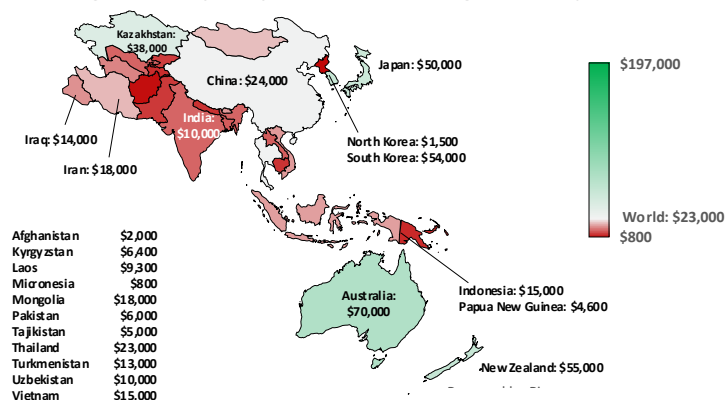 Kazakhstan:
$38,000
China: $24,000
Japan: $50,000
$197,000
India:
$10,000
Iraq: $14,000
Iran: $18,000
North Korea: $1,500
South Korea: $54,000
World: $23,000
$800
Afghanistan $2,000
Kyrgyzstan $6,400
Laos $9,300
Micronesia $800
Mongolia $18,000
Pakistan $6,000
Tajikistan $5,000
Thailand $23,000
Turkmenistan $13,000
Uzbekistan $10,000
Vietnam $15,000
Indonesia: $15,000
Papua New Guinea: $4,600
Australia:
$70,000
New Zealand: $55,000